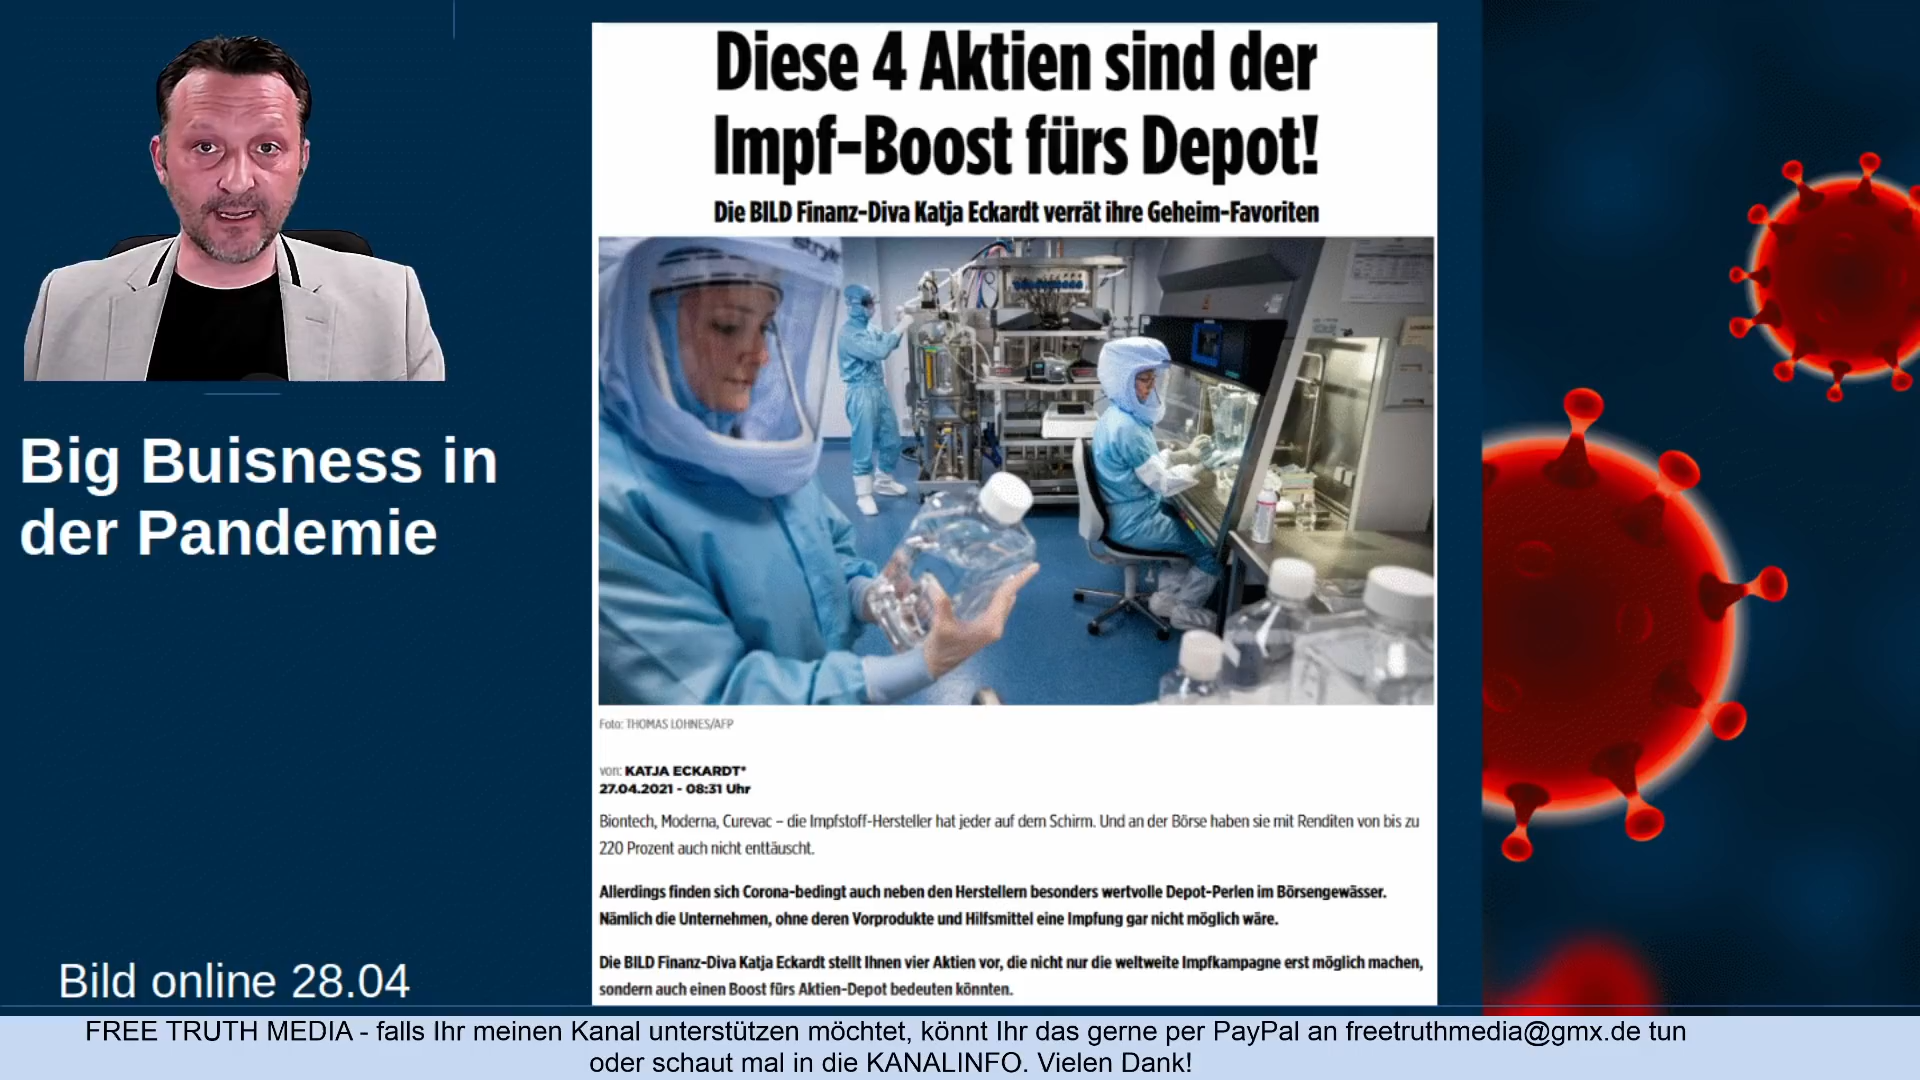 Big Buisness in
der Pandemie
Bild online 28.04
Diese 4 Aktien sind der
Impf-Boost fürs Depot!
Die BILD Finanz-Diva Katja Eckardt verrät ihre Geheim-Favoriten
stryker
Foto: THOMAS LOHNES/AFP
von: KATJA ECKARDT*
27.04.2021 - 08:31 Uhr
Biontech, Moderna, Curevac – die Impfstoff-Hersteller hat jeder auf dem Schirm. Und an der Börse haben sie mit Renditen von bis zu
220 Prozent auch nicht enttäuscht.
Allerdings finden sich Corona-bedingt auch neben den Herstellern besonders wertvolle Depot-Perlen im Börsengewässer.
Nämlich die Unternehmen, ohne deren Vorprodukte und Hilfsmittel eine Impfung gar nicht möglich wäre.
Die BILD Finanz-Diva Katja Eckardt stellt Ihnen vier Aktien vor, die nicht nur die weltweite Impfkampagne erst möglich machen,
sondern auch einen Boost fürs Aktien-Depot bedeuten könnten.
FREE TRUTH MEDIA - falls Ihr meinen Kanal unterstützen möchtet, könnt Ihr das gerne per PayPal an freetruthmedia@gmx.de tun
oder schaut mal in die KANALINFO. Vielen Dank!